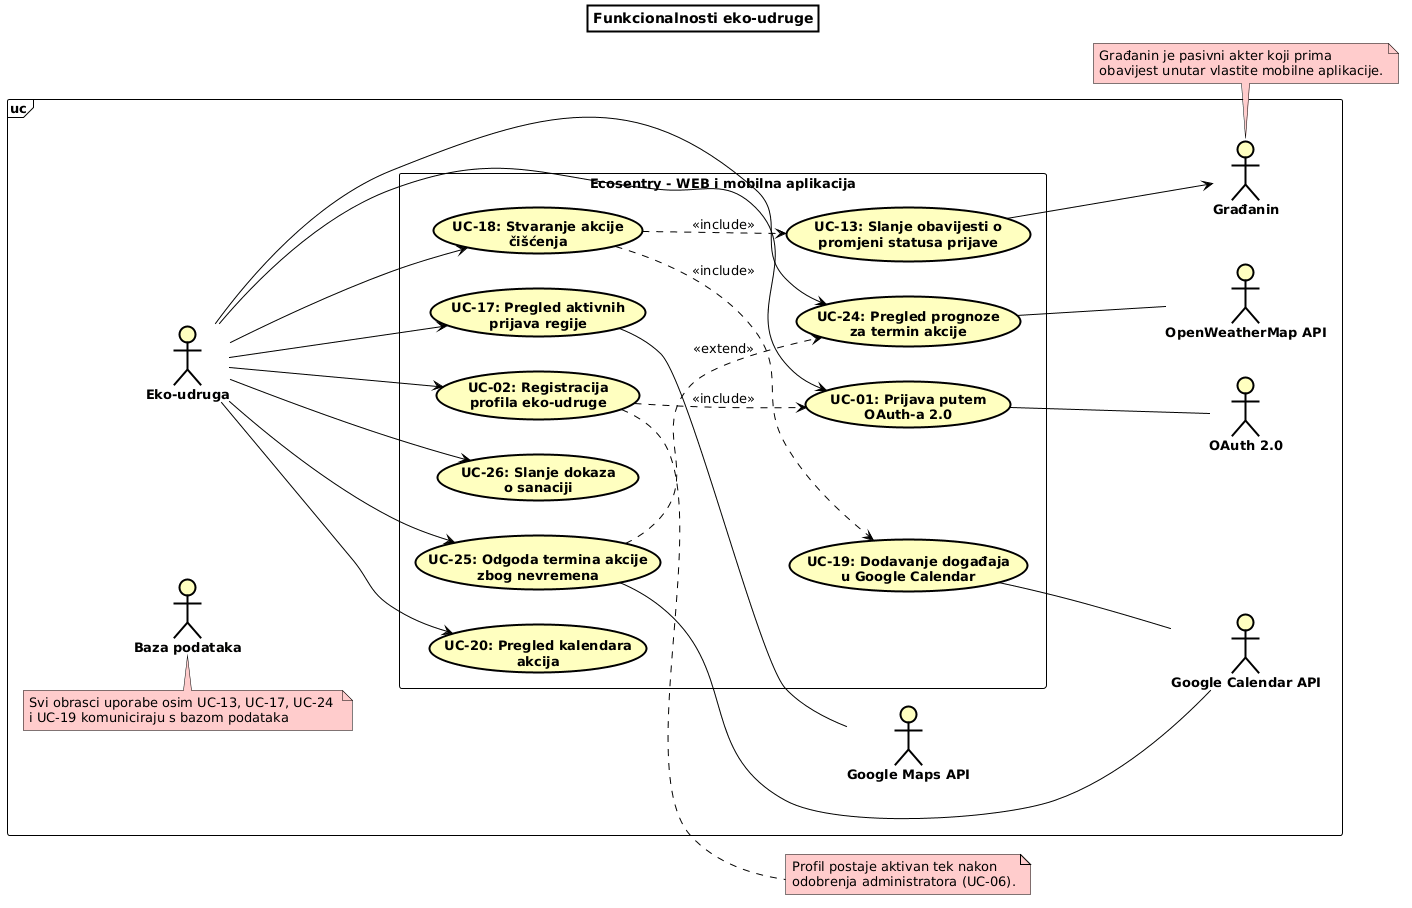 Funkcionalnosti eko-udruge
Građanin je pasivni akter koji prima
obavijest unutar vlastite mobilne aplikacije.
uc
Ecosentry - WEB i mobilna aplikacija
UC-18: Stvaranje akcije
čišćenja
«include»
UC-13: Slanje obavijesti o
promjeni statusa prijave
Građanin
«include»
UC-17: Pregled aktivnih
prijava regije
UC-24: Pregled prognoze
za termin akcije
OpenWeatherMap API
«extend»
Eko-udruga
UC-02: Registracija
profila eko-udruge
«include»
UC-01: Prijava putem
OAuth-a 2.0
OAuth 2.0
UC-26: Slanje dokaza
o sanaciji
UC-25: Odgoda termina akcije
zbog nevremena
UC-19: Dodavanje događaja
u Google Calendar
Baza podataka
UC-20: Pregled kalendara
akcija
Google Calendar API
Svi obrasci uporabe osim UC-13, UC-17, UC-24
i UC-19 komuniciraju s bazom podataka
Google Maps API
Profil postaje aktivan tek nakon
odobrenja administratora (UC-06).